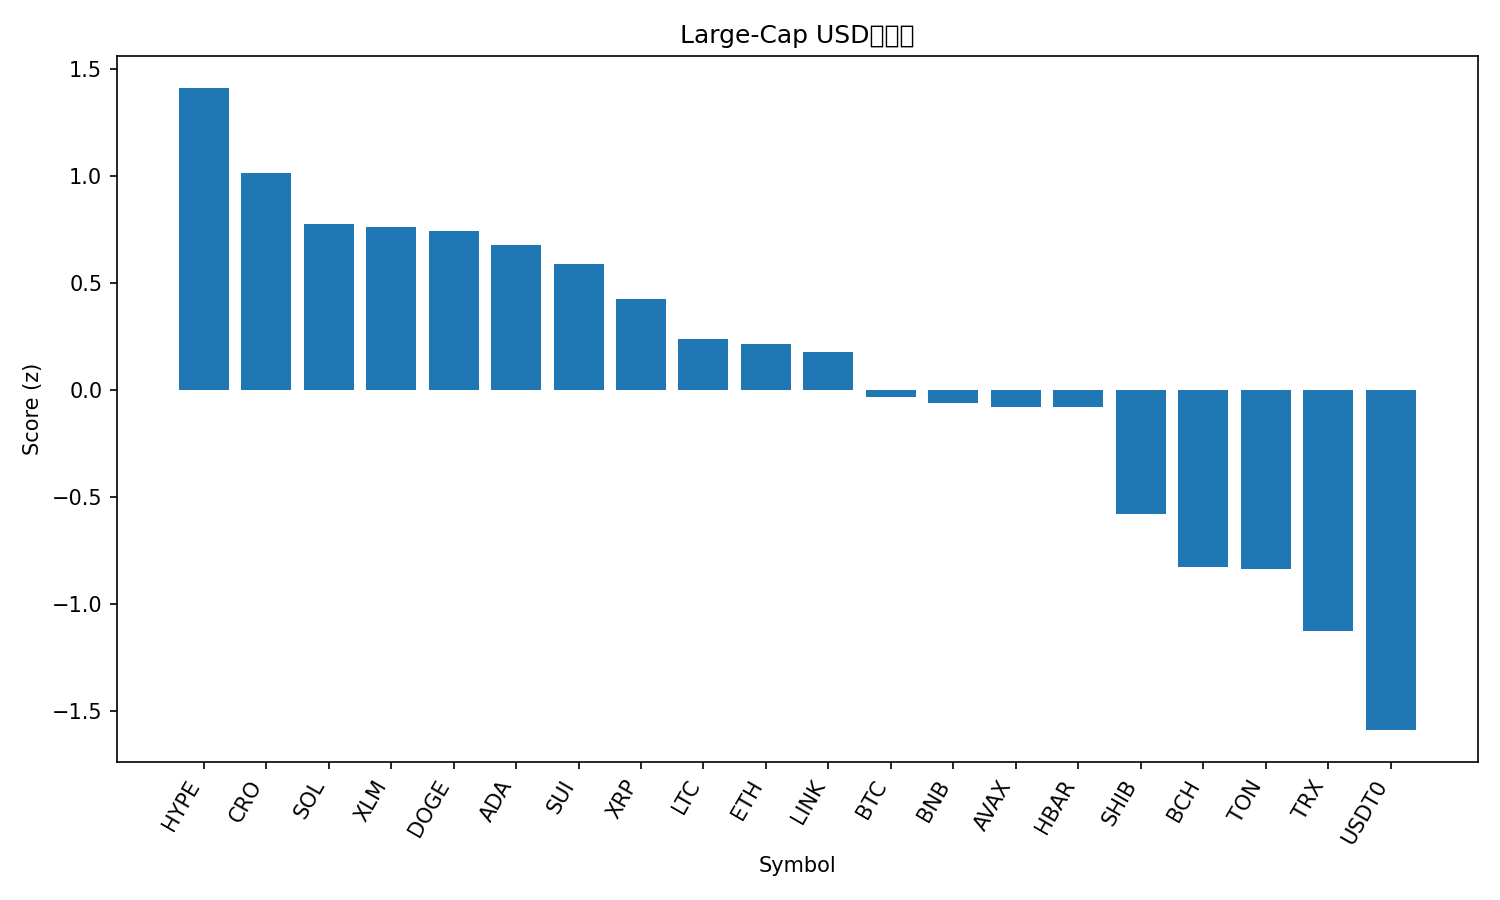 Large-Cap USD
1.5
1.0
0.5
0.0
−0.5
−1.0
−1.5
Score (z)
HYPE CRO SOL XLM DOGE ADA SUI XRP LTC ETH LINK BTC BNB AVAX HBAR SHIB BCH TON TRX USDT0
Symbol